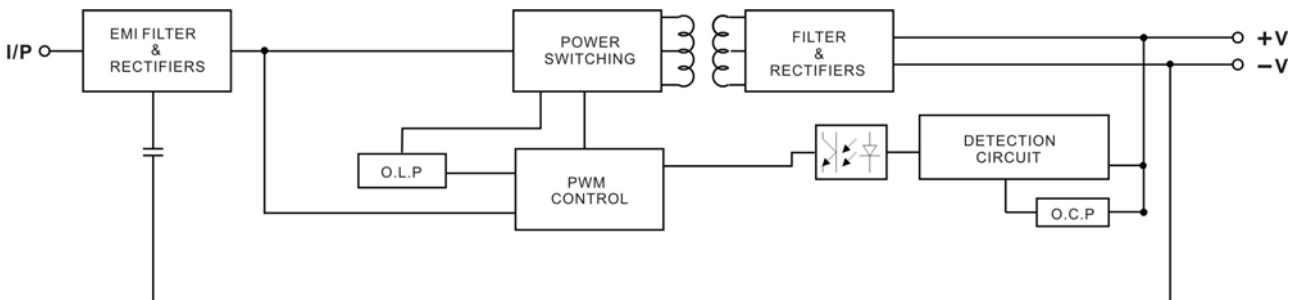 I/P
EMI FILTER
&
RECTIFIERS
POWER
SWITCHING
FILTER
&
RECTIFIERS
+V
−V
O.L.P
PWM
CONTROL
DETECTION
CIRCUIT
O.C.P